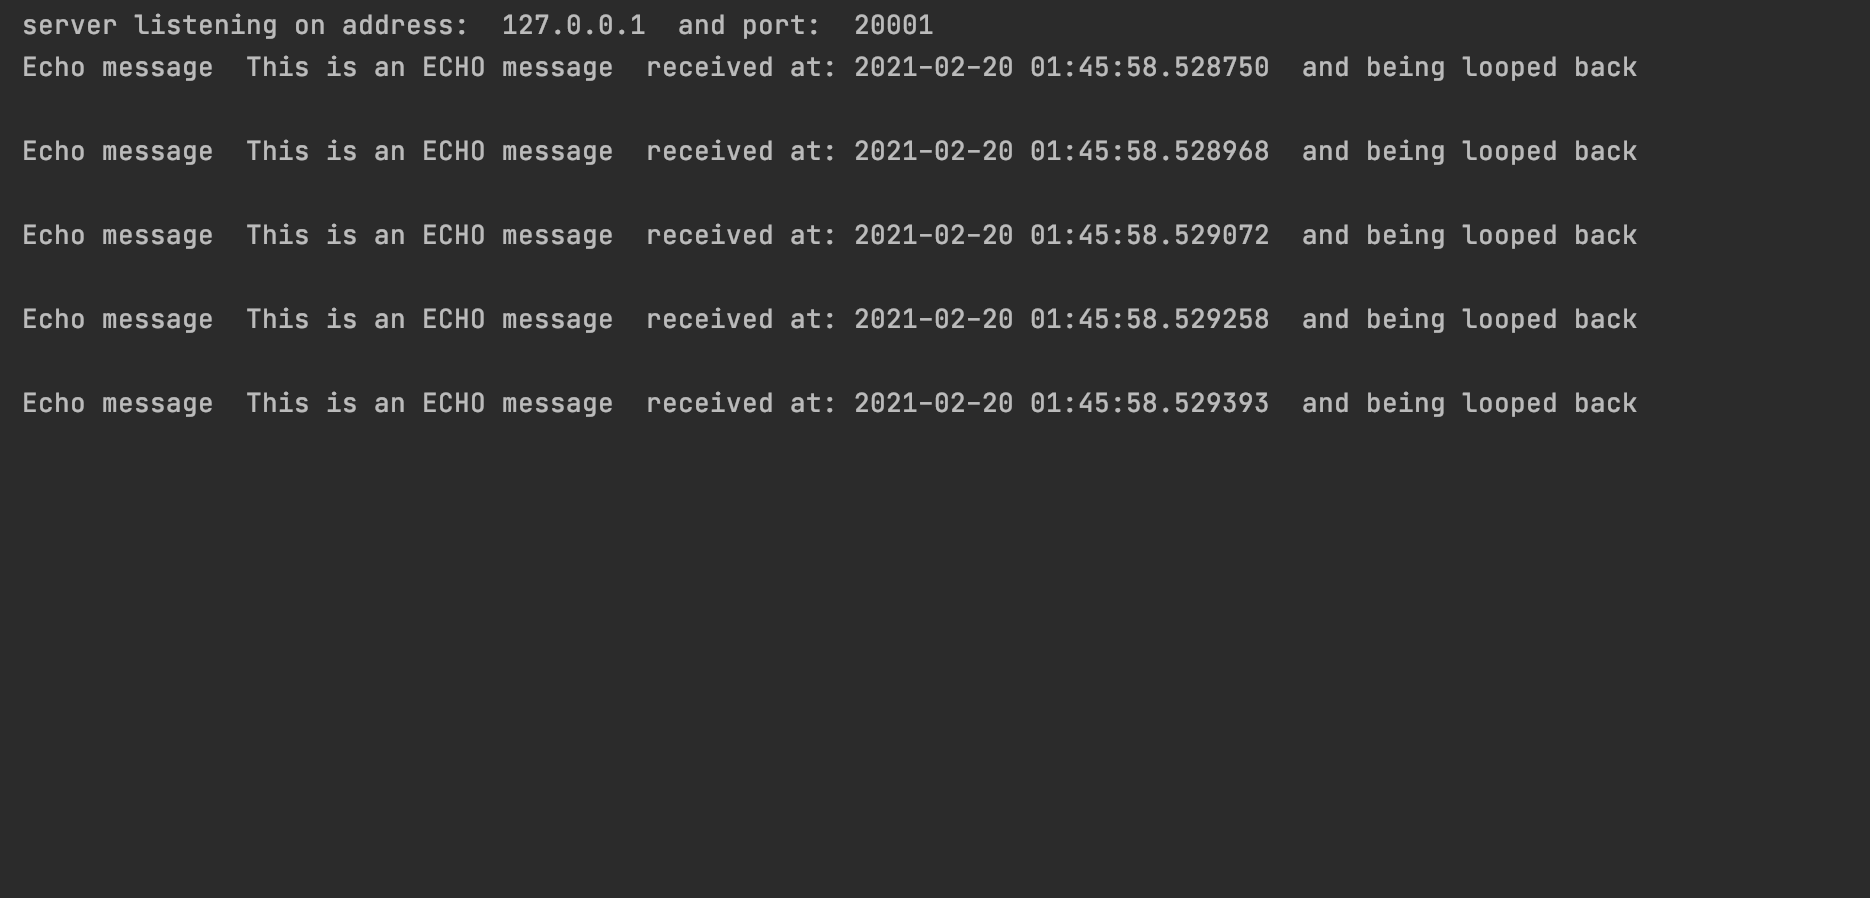 server listening on address:  127.0.0.1  and port:  20001
Echo message  This is an ECHO message  received at: 2021-02-20 01:45:58.528750  and being looped back
Echo message  This is an ECHO message  received at: 2021-02-20 01:45:58.528968  and being looped back
Echo message  This is an ECHO message  received at: 2021-02-20 01:45:58.529072  and being looped back
Echo message  This is an ECHO message  received at: 2021-02-20 01:45:58.529258  and being looped back
Echo message  This is an ECHO message  received at: 2021-02-20 01:45:58.529393  and being looped back